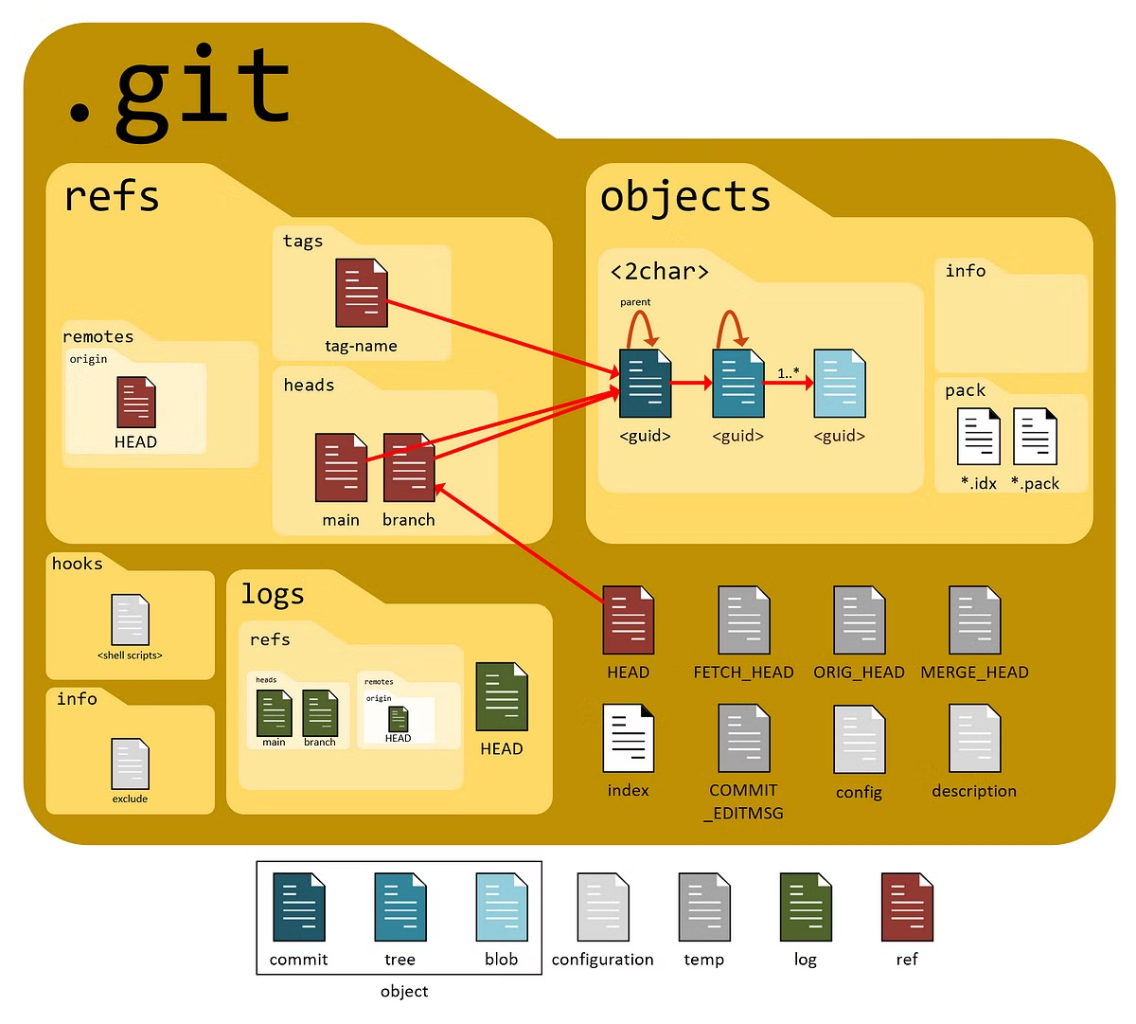 .git
refs
tags
tag-name
remotes
origin
HEAD
heads
main
branch
objects
<2char>
parent
1..*
<guid>
<guid>
<guid>
info
pack
*.idx
*.pack
hooks
<shell scripts>
info
exclude
logs
refs
heads
main
branch
remotes
origin
HEAD
HEAD
HEAD
FETCH_HEAD
ORIG_HEAD
MERGE_HEAD
index
COMMIT
_EDITMSG
config
description
commit
tree
blob
object
configuration
temp
log
ref